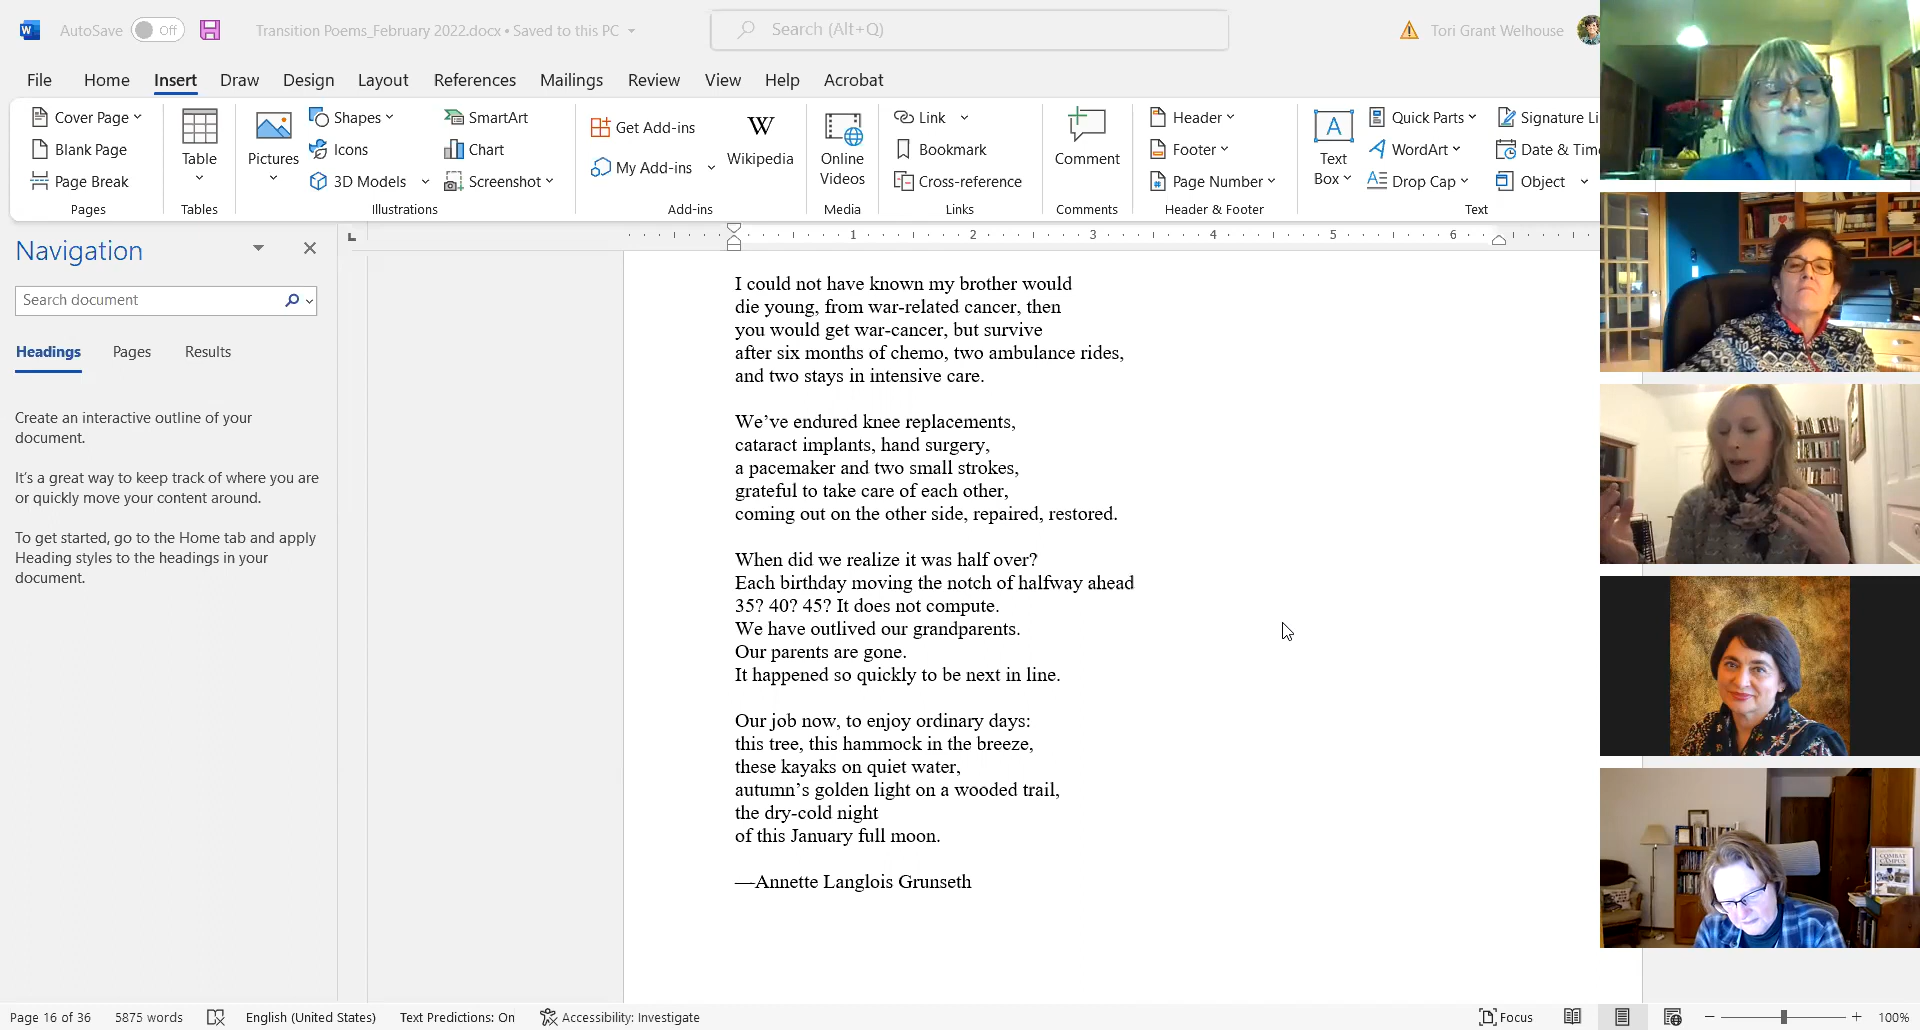 AutoSave Off Transition Poems_February 2022.docx • Saved to this PC Search (Alt+Q) Tori Grant Welhouse
File Home Insert Draw Design Layout References Mailings Review View Help Acrobat
Cover Page
Blank Page
Page Break
Pages
Table
Tables
Pictures
Shapes
Icons
3D Models
SmartArt
Chart
Screenshot
Illustrations
Get Add-ins
My Add-ins
W
Wikipedia
Add-ins
Online
Videos
Media
Link
Bookmark
Cross-reference
Links
Comment
Comments
Header
Footer
Page Number
Header & Footer
A
Text
Box
Quick Parts
WordArt
Drop Cap
Signature Li
Date & Time
Object
Text
Navigation
Search document
Headings Pages Results
Create an interactive outline of your
document.
It's a great way to keep track of where you are
or quickly move your content around.
To get started, go to the Home tab and apply
Heading styles to the headings in your
document.
1 2 3 4 5 6
I could not have known my brother would
die young, from war-related cancer, then
you would get war-cancer, but survive
after six months of chemo, two ambulance rides,
and two stays in intensive care.
We've endured knee replacements,
cataract implants, hand surgery,
a pacemaker and two small strokes,
grateful to take care of each other,
coming out on the other side, repaired, restored.
When did we realize it was half over?
Each birthday moving the notch of halfway ahead
35? 40? 45? It does not compute.
We have outlived our grandparents.
Our parents are gone.
It happened so quickly to be next in line.
Our job now, to enjoy ordinary days:
this tree, this hammock in the breeze,
these kayaks on quiet water,
autumn's golden light on a wooded trail,
the dry-cold night
of this January full moon.
—Annette Langlois Grunseth
COMBAT
CAMPUS
Page 16 of 36 5875 words English (United States) Text Predictions: On Accessibility: Investigate Focus 100%